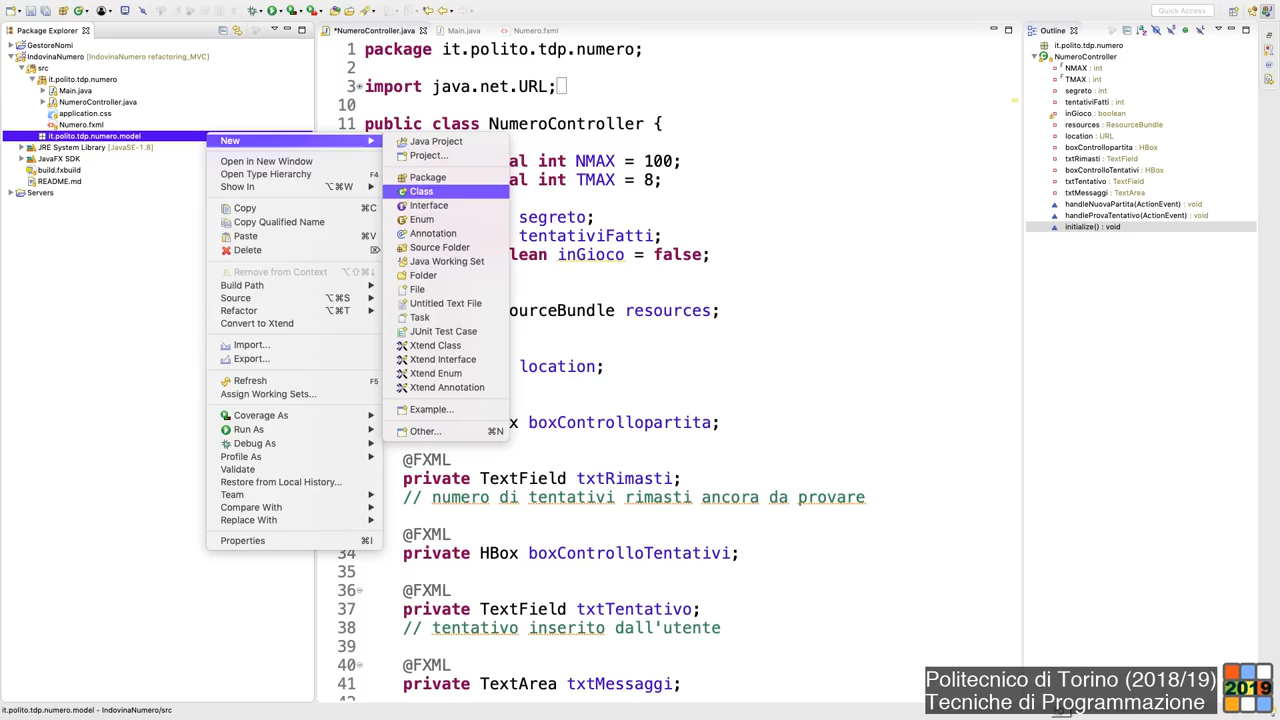 Quick Access
Package Explorer
GestoreNomi
IndovinaNumero [IndovinaNumero refactoring_MVC]
src
it.polito.tdp.numero
Main.java
NumeroController.java
application.css
Numero.fxml
it.polito.tdp.numero.model
JRE System Library [JavaSE-1.8]
JavaFX SDK
build.fxbuild
README.md
Servers
New
Open in New Window
Open Type Hierarchy F4
Show In ⌥⌘W
Copy ⌘C
Copy Qualified Name
Paste ⌘V
Delete ⌦
Remove from Context ⌥⇧⌘↓
Build Path
Source ⌥⌘S
Refactor ⌥⌘T
Convert to Xtend
Import...
Export...
Refresh F5
Assign Working Sets...
Coverage As
Run As
Debug As
Profile As
Validate
Restore from Local History...
Team
Compare With
Replace With
Properties ⌘I
Java Project
Project...
Package
Class
Interface
Enum
Annotation
Source Folder
Java Working Set
Folder
File
Untitled Text File
Task
JUnit Test Case
Xtend Class
Xtend Interface
Xtend Enum
Xtend Annotation
Example...
Other... ⌘N
*NumeroController.java
Main.java
Numero.fxml
1 package it.polito.tdp.numero;
2
3 import java.net.URL;
10
11 public class NumeroController {
al int NMAX = 100;
al int TMAX = 8;
segreto;
tentativiFatti;
lean inGioco = false;
ourceBundle resources;
location;
x boxControllopartita;
@FXML
private TextField txtRimasti;
// numero di tentativi rimasti ancora da provare
@FXML
34 private HBox boxControlloTentativi;
35
36 @FXML
37 private TextField txtTentativo;
38 // tentativo inserito dall'utente
39
40 @FXML
41 private TextArea txtMessaggi;
Outline
it.polito.tdp.numero
NumeroController
NMAX : int
TMAX : int
segreto : int
tentativiFatti : int
inGioco : boolean
resources : ResourceBundle
location : URL
boxControllopartita : HBox
txtRimasti : TextField
boxControlloTentativi : HBox
txtTentativo : TextField
txtMessaggi : TextArea
handleNuovaPartita(ActionEvent) : void
handleProvaTentativo(ActionEvent) : void
initialize() : void
it.polito.tdp.numero.model - IndovinaNumero/src
Politecnico di Torino (2018/19)
Tecniche di Programmazione
2019